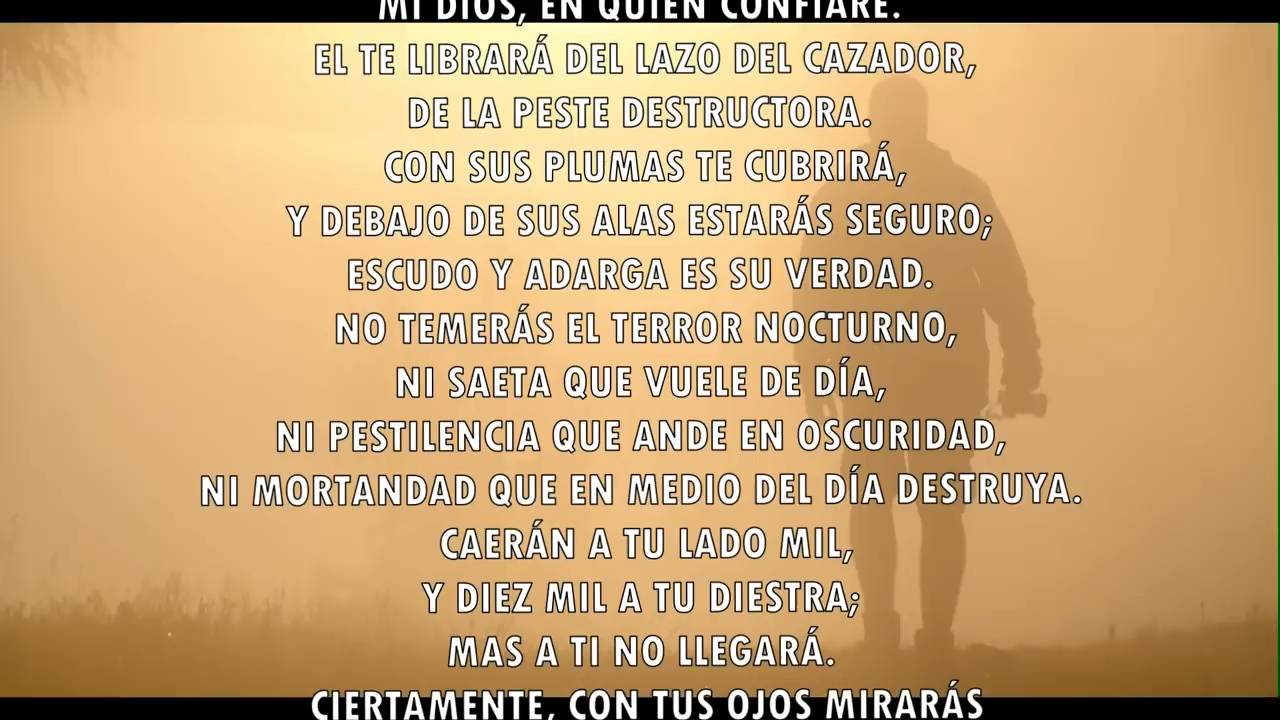 MI DIOS, EN QUIEN CONFIARÉ.
EL TE LIBRARÁ DEL LAZO DEL CAZADOR,
DE LA PESTE DESTRUCTORA.
CON SUS PLUMAS TE CUBRIRÁ,
Y DEBAJO DE SUS ALAS ESTARÁS SEGURO;
ESCUDO Y ADARGA ES SU VERDAD.
NO TEMERÁS EL TERROR NOCTURNO,
NI SAETA QUE VUELE DE DÍA,
NI PESTILENCIA QUE ANDE EN OSCURIDAD,
NI MORTANDAD QUE EN MEDIO DEL DÍA DESTRUYA.
CAERÁN A TU LADO MIL,
Y DIEZ MIL A TU DIESTRA;
MAS A TI NO LLEGARÁ.
CIERTAMENTE, CON TUS OJOS MIRARÁS